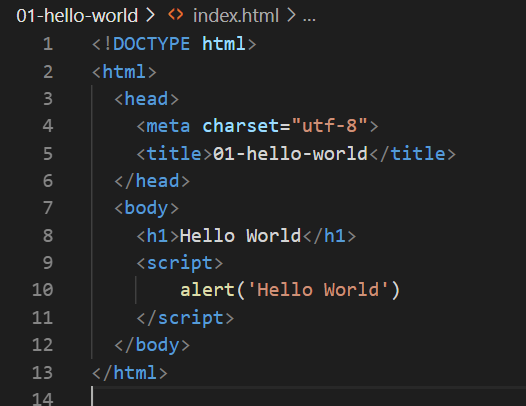 01-hello-world > <> index.html > ...
1 <!DOCTYPE html>
2 <html>
3   <head>
4     <meta charset="utf-8">
5     <title>01-hello-world</title>
6   </head>
7   <body>
8     <h1>Hello World</h1>
9     <script>
10         alert('Hello World')
11     </script>
12   </body>
13 </html>
14